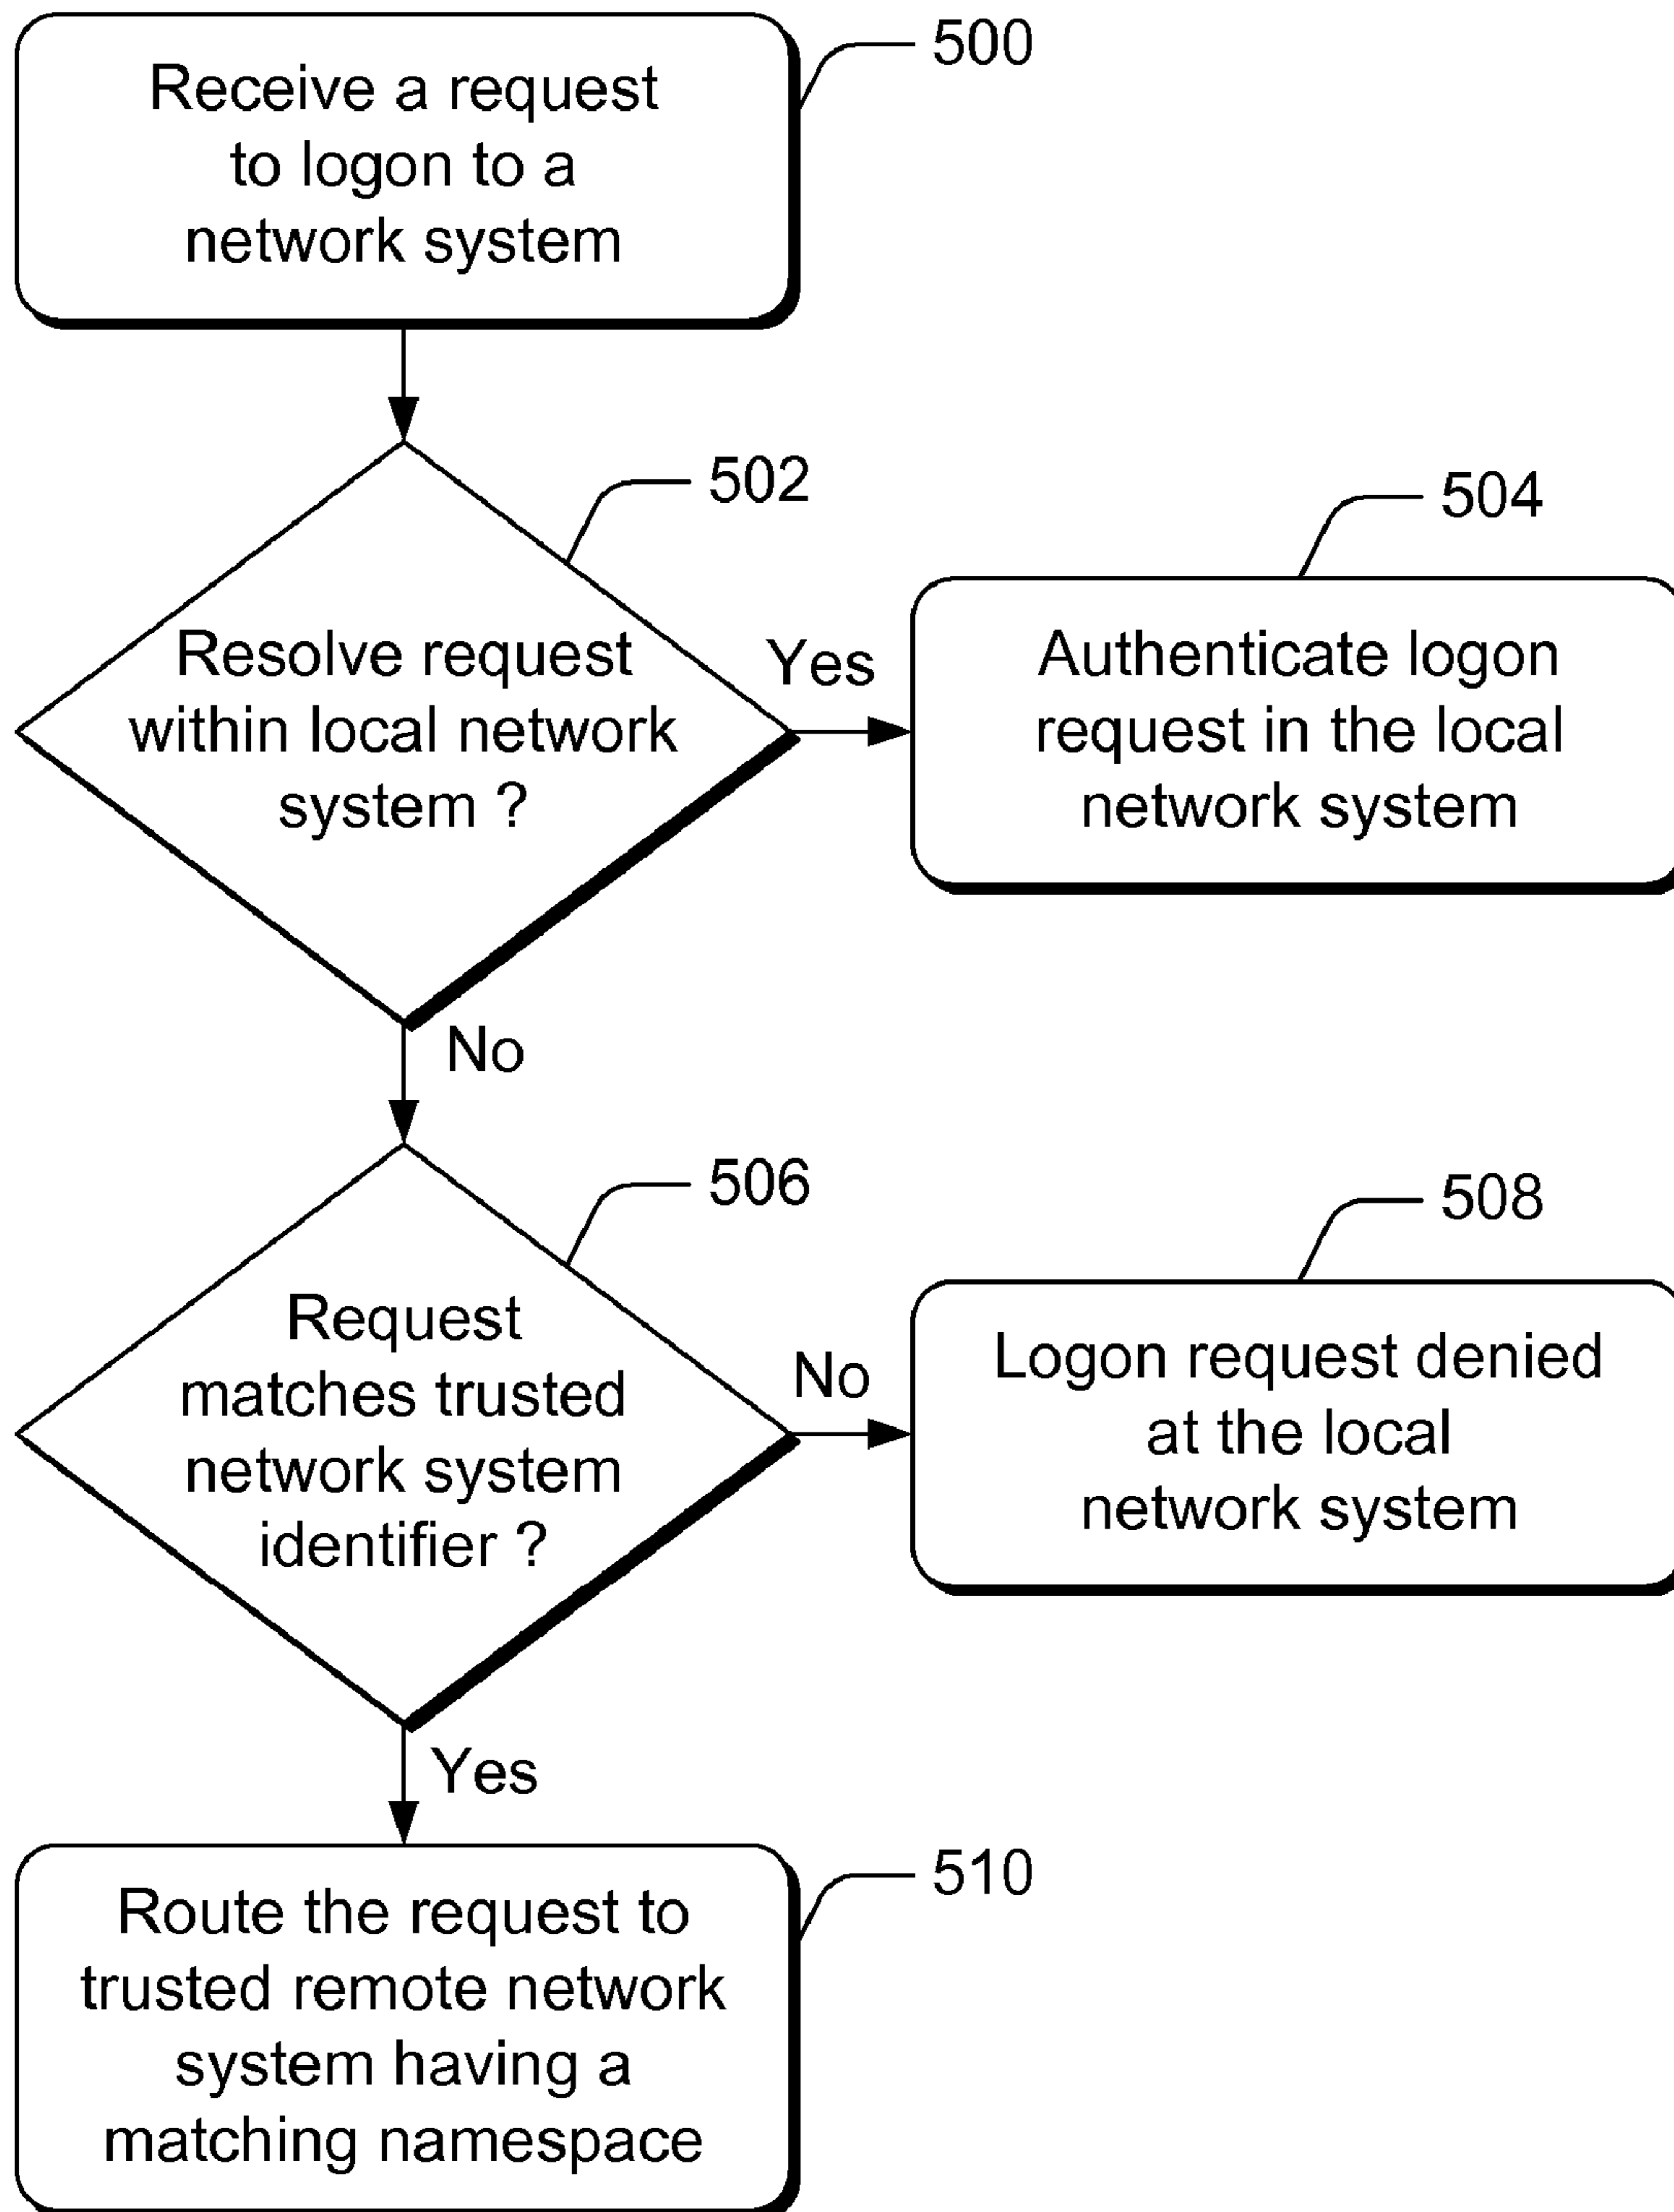 Receive a request
to logon to a
network system
500
502
Resolve request
within local network
system ?
Yes
504
Authenticate logon
request in the local
network system
No
506
Request
matches trusted
network system
identifier ?
No
508
Logon request denied
at the local
network system
Yes
510
Route the request to
trusted remote network
system having a
matching namespace